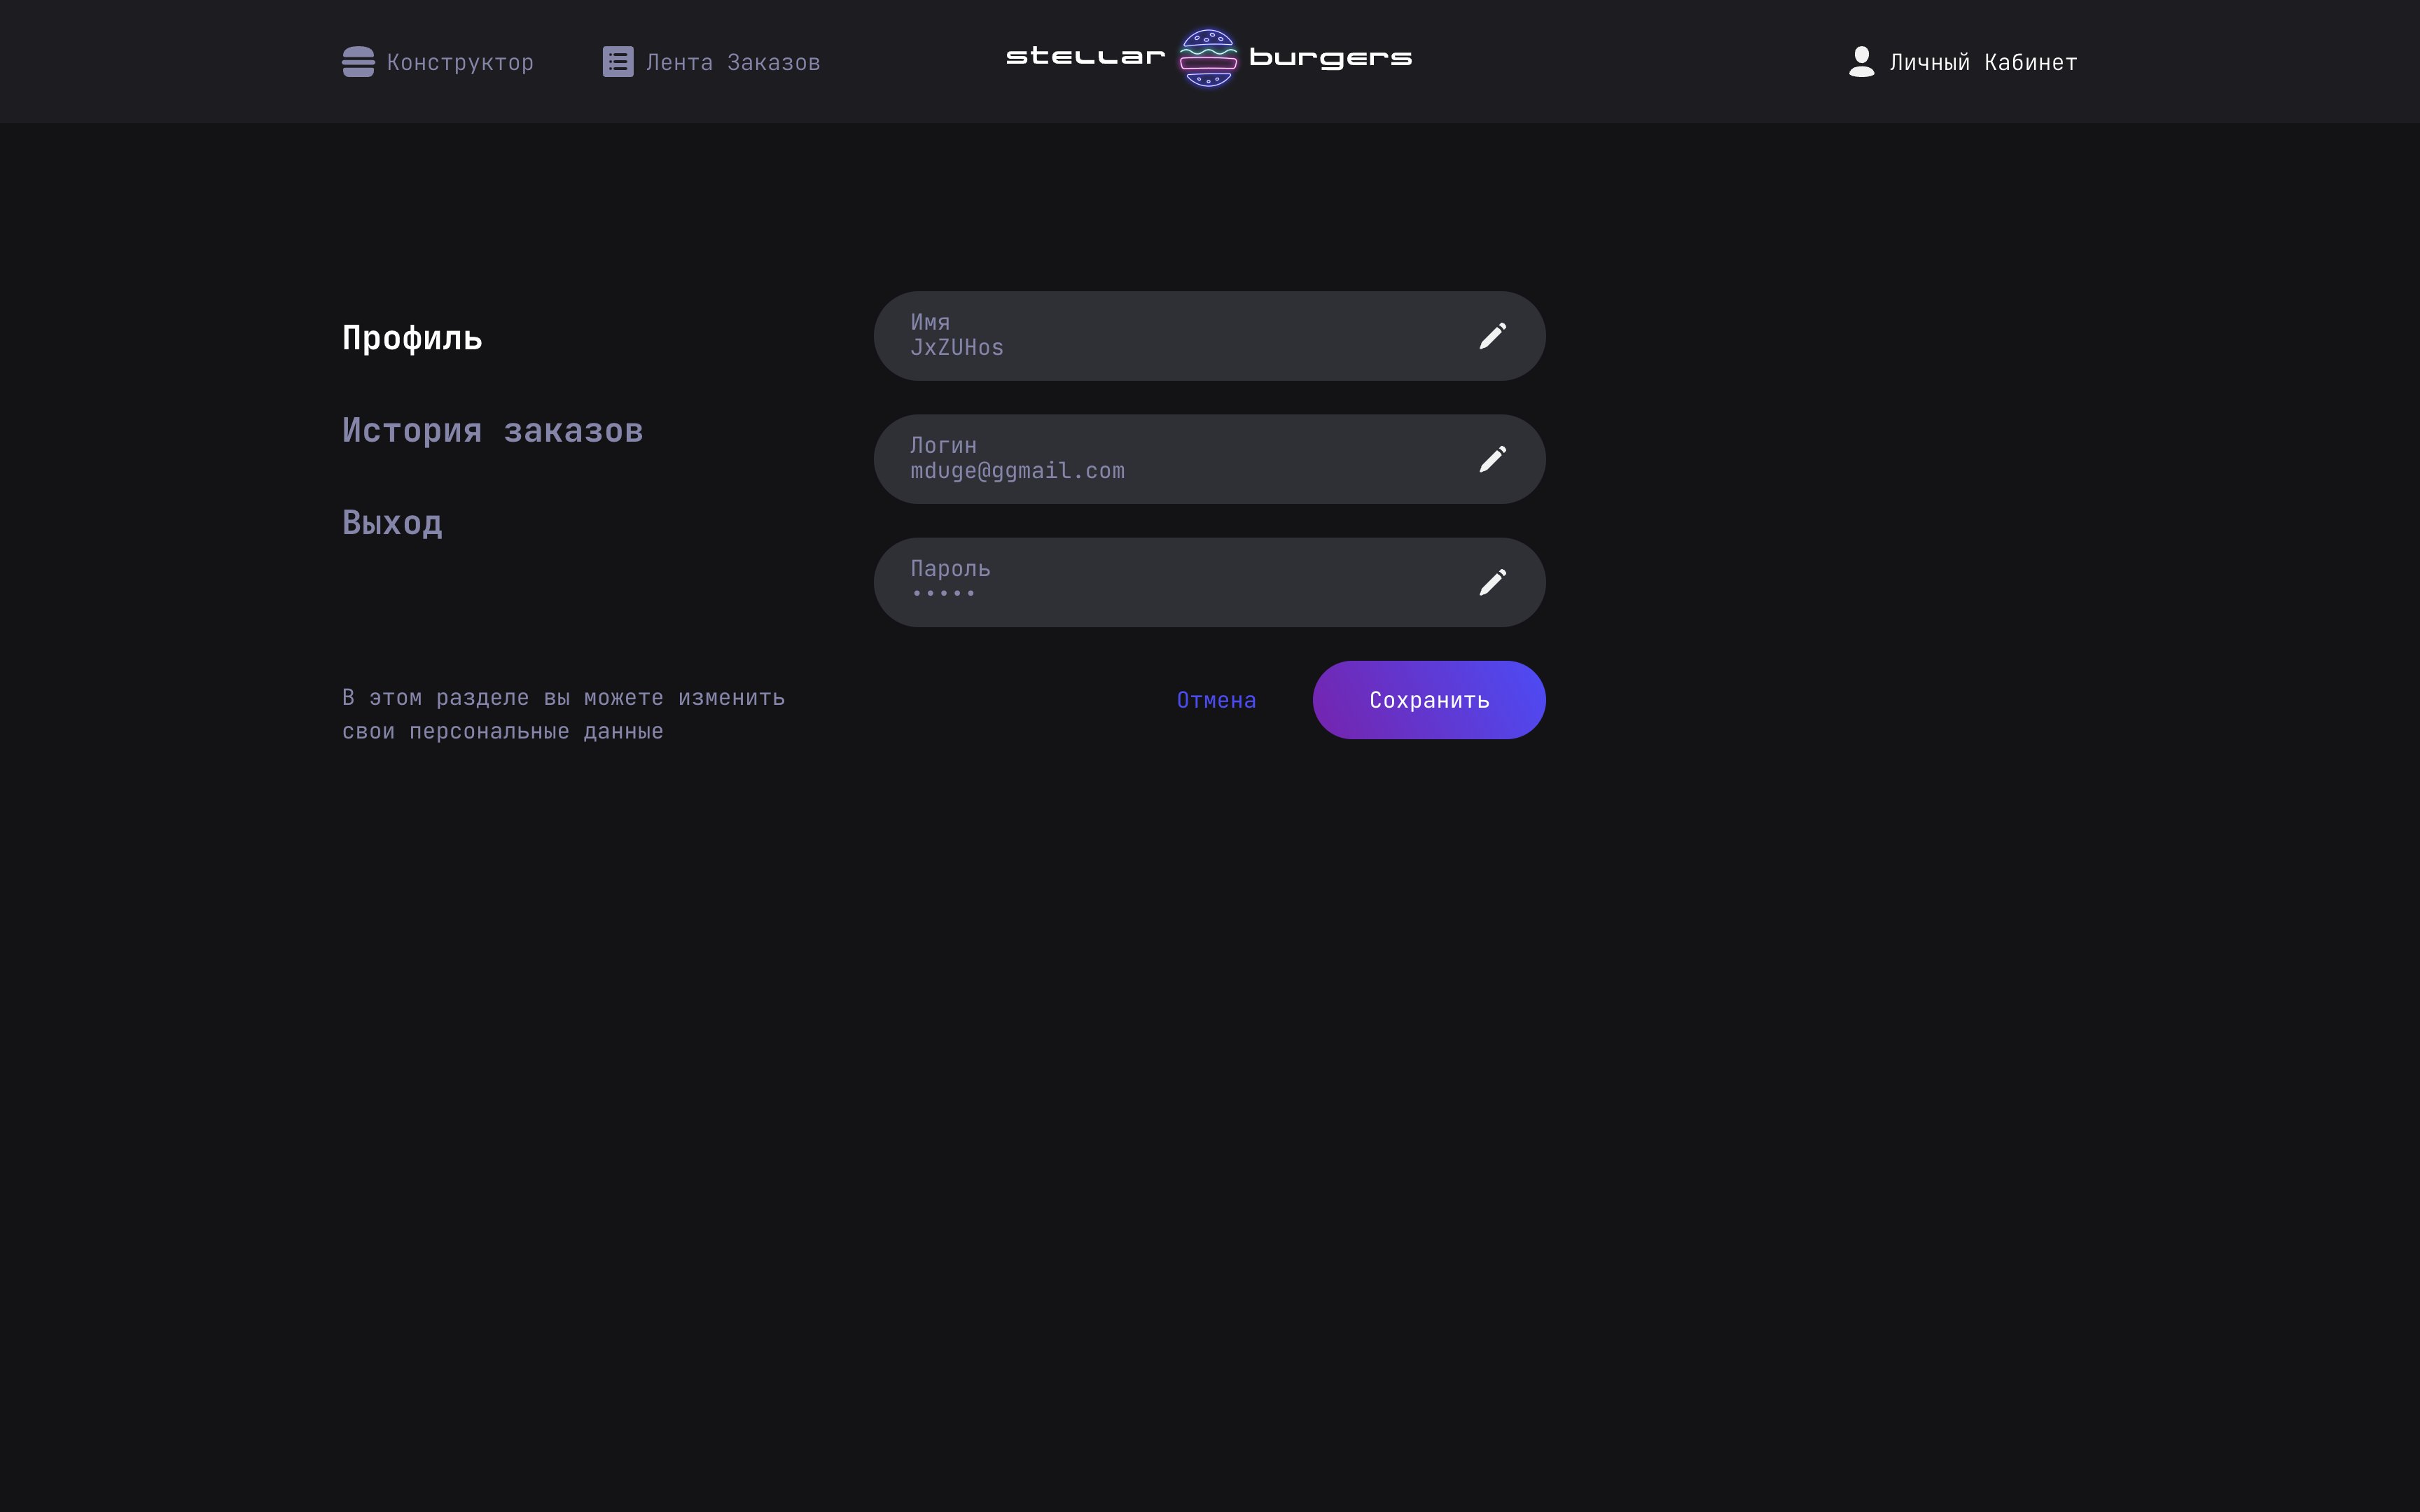 Конструктор
Лента Заказов
stellar burgers
Личный Кабинет
Профиль
История заказов
Выход
В этом разделе вы можете изменить
свои персональные данные
Имя
JxZUHos
Логин
mduge@ggmail.com
Пароль
•••••
Отмена
Сохранить